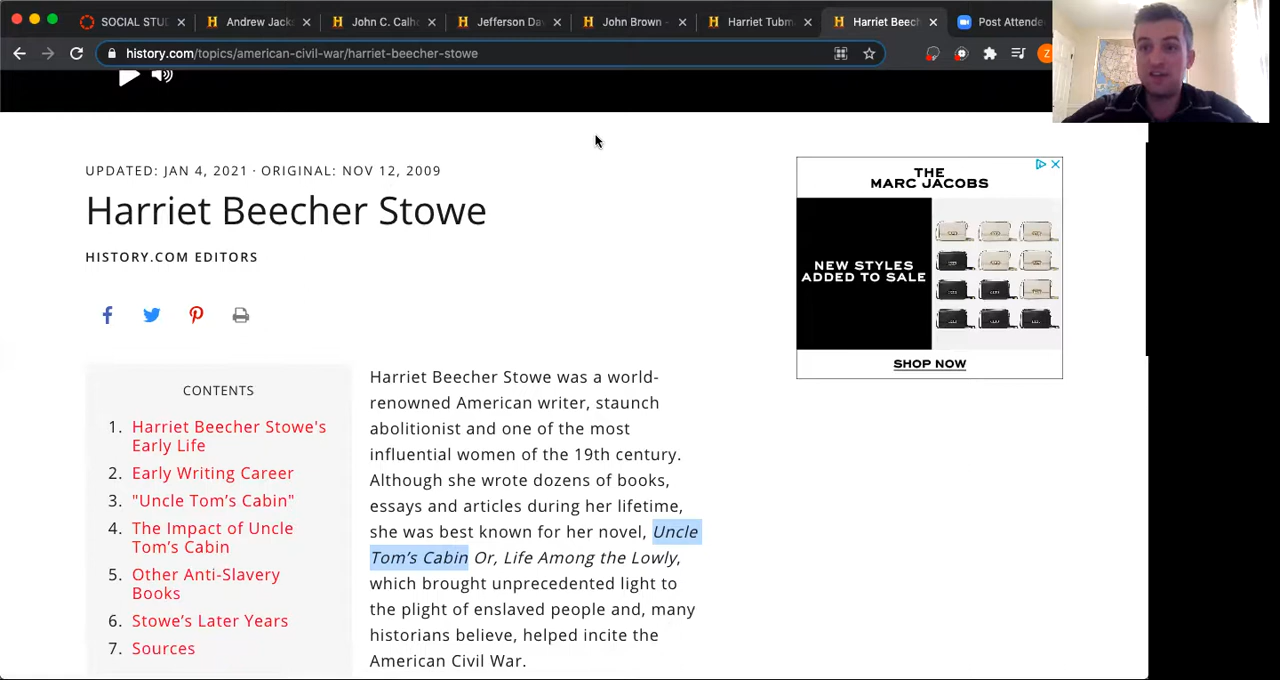 SOCIAL STU
Andrew Jacks
John C. Calh
Jefferson Da
John Brown -
Harriet Tubm
Harriet Beech
Post Attende
history.com/topics/american-civil-war/harriet-beecher-stowe
Z
UPDATED: JAN 4, 2021 · ORIGINAL: NOV 12, 2009
Harriet Beecher Stowe
HISTORY.COM EDITORS
CONTENTS
1. Harriet Beecher Stowe's
Early Life
2. Early Writing Career
3. "Uncle Tom's Cabin"
4. The Impact of Uncle
Tom's Cabin
5. Other Anti-Slavery
Books
6. Stowe's Later Years
7. Sources
Harriet Beecher Stowe was a world-
renowned American writer, staunch
abolitionist and one of the most
influential women of the 19th century.
Although she wrote dozens of books,
essays and articles during her lifetime,
she was best known for her novel, Uncle
Tom's Cabin Or, Life Among the Lowly,
which brought unprecedented light to
the plight of enslaved people and, many
historians believe, helped incite the
American Civil War.
THE
MARC JACOBS
NEW STYLES
ADDED TO SALE
SHOP NOW